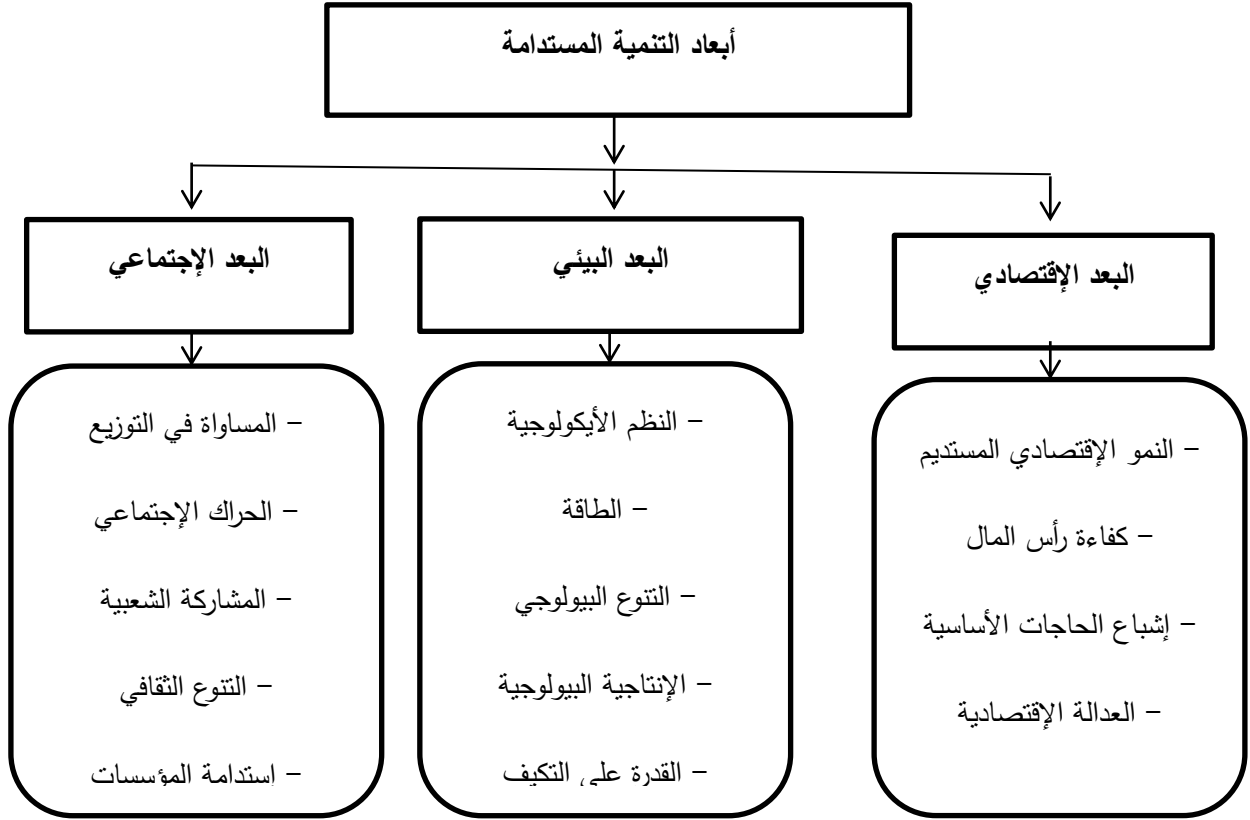 أبعاد التنمية المستدامة
البعد الإقتصادي
البعد البيئي
البعد الإجتماعي
– النمو الإقتصادي المستديم
– كفاءة رأس المال
– إشباع الحاجات الأساسية
– العدالة الإقتصادية
– النظم الأيكولوجية
– الطاقة
– التنوع البيولوجي
– الإنتاجية البيولوجية
– القدرة على التكيف
– المساواة في التوزيع
– الحراك الإجتماعي
– المشاركة الشعبية
– التنوع الثقافي
– إستدامة المؤسسات